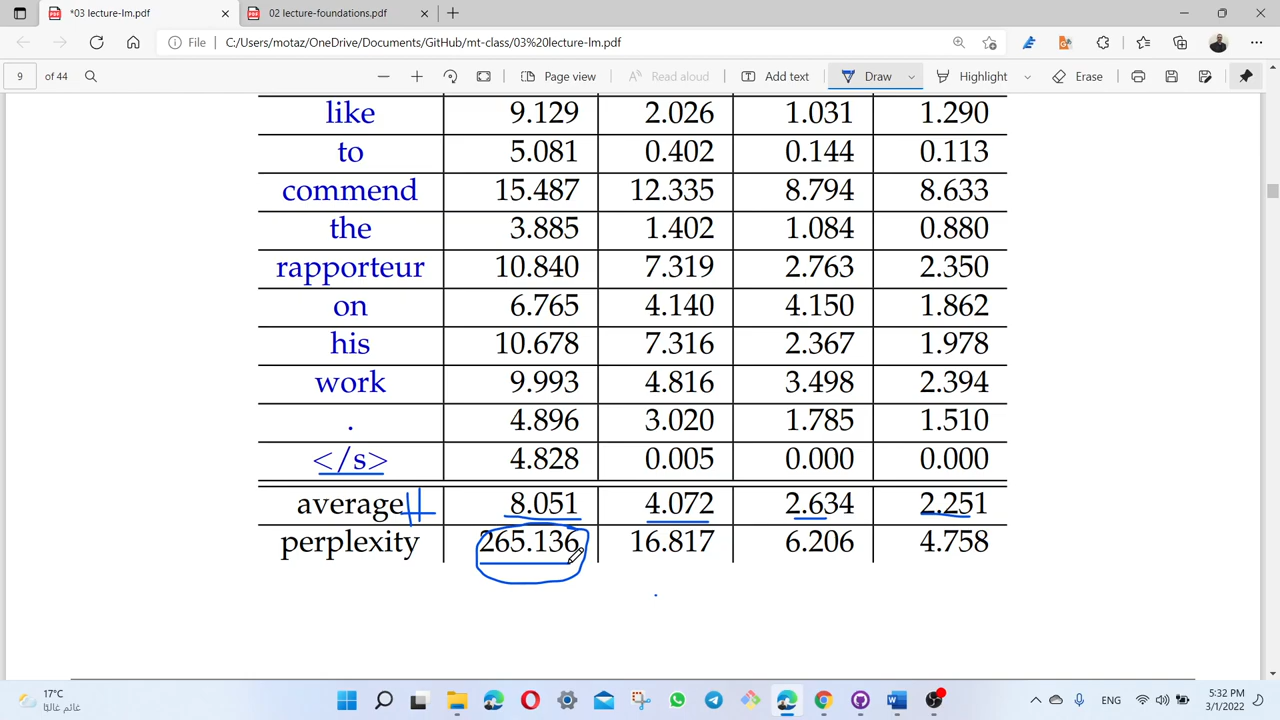 *03 lecture-lm.pdf
02 lecture-foundations.pdf
File C:/Users/motaz/OneDrive/Documents/GitHub/mt-class/03%20lecture-lm.pdf
9 of 44 Page view Read aloud Add text Draw Highlight Erase
like 9.129 2.026 1.031 1.290
to 5.081 0.402 0.144 0.113
commend 15.487 12.335 8.794 8.633
the 3.885 1.402 1.084 0.880
rapporteur 10.840 7.319 2.763 2.350
on 6.765 4.140 4.150 1.862
his 10.678 7.316 2.367 1.978
work 9.993 4.816 3.498 2.394
. 4.896 3.020 1.785 1.510
</s> 4.828 0.005 0.000 0.000
average H 8.051 4.072 2.634 2.251
perplexity 265.136 16.817 6.206 4.758
17°C
غائم غالبًا
ENG
5:32 PM
3/1/2022